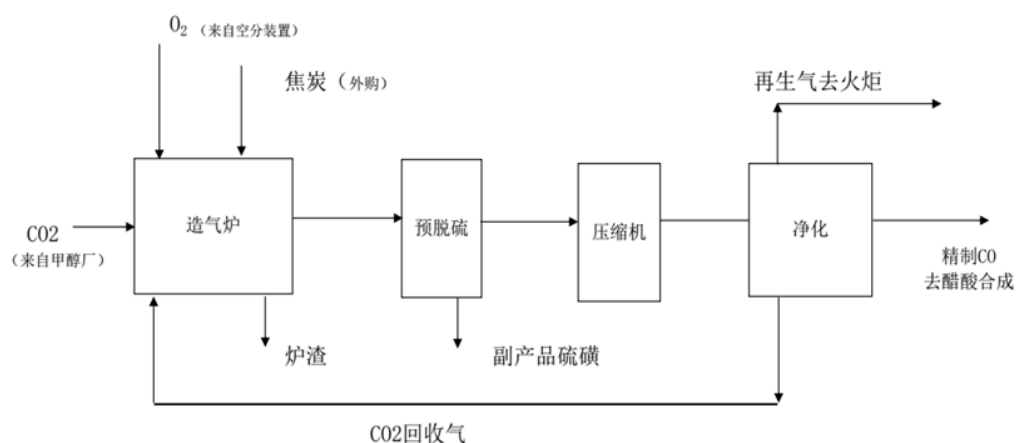 O₂（来自空分装置）
焦炭（外购）
再生气去火炬
造气炉
预脱硫
压缩机
净化
CO2
（来自甲醇厂）
精制CO
去醋酸合成
炉渣
副产品硫磺
CO2回收气